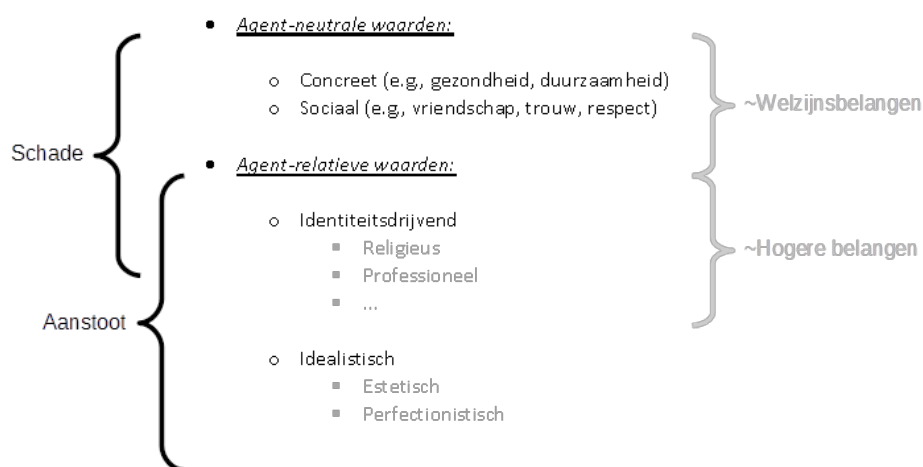 • Agent-neutrale waarden:
o Concreet (e.g., gezondheid, duurzaamheid)
o Sociaal (e.g., vriendschap, trouw, respect)
~Welzijnsbelangen
Schade
• Agent-relatieve waarden:
o Identiteitsdrijvend
▪ Religieus
▪ Professioneel
▪ ...
~Hogere belangen
Aanstoot
o Idealistisch
▪ Estetisch
▪ Perfectionistisch